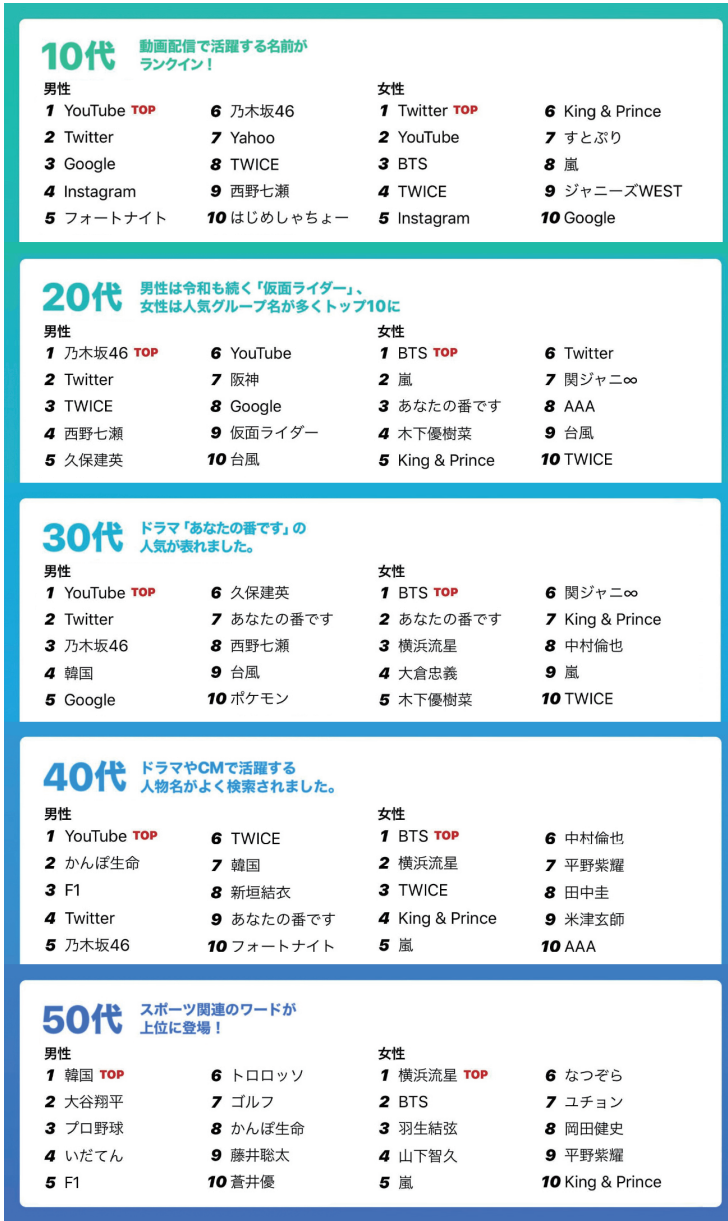 10代
動画配信で活躍する名前が
ランクイン!
男性
1 YouTube TOP
2 Twitter
3 Google
4 Instagram
5 フォートナイト
6 乃木坂46
7 Yahoo
8 TWICE
9 西野七瀬
10 はじめしゃちょー
女性
1 Twitter TOP
2 YouTube
3 BTS
4 TWICE
5 Instagram
6 King & Prince
7 すとぷり
8 嵐
9 ジャニーズWEST
10 Google
20代
男性は令和も続く「仮面ライダー」、
女性は人気グループ名が多くトップ10に
男性
1 乃木坂46 TOP
2 Twitter
3 TWICE
4 西野七瀬
5 久保建英
6 YouTube
7 阪神
8 Google
9 仮面ライダー
10 台風
女性
1 BTS TOP
2 嵐
3 あなたの番です
4 木下優樹菜
5 King & Prince
6 Twitter
7 関ジャニ∞
8 AAA
9 台風
10 TWICE
30代
ドラマ「あなたの番です」の
人気が表れました。
男性
1 YouTube TOP
2 Twitter
3 乃木坂46
4 韓国
5 Google
6 久保建英
7 あなたの番です
8 西野七瀬
9 台風
10 ポケモン
女性
1 BTS TOP
2 あなたの番です
3 横浜流星
4 大倉忠義
5 木下優樹菜
6 関ジャニ∞
7 King & Prince
8 中村倫也
9 嵐
10 TWICE
40代
ドラマやCMで活躍する
人物名がよく検索されました。
男性
1 YouTube TOP
2 かんぽ生命
3 F1
4 Twitter
5 乃木坂46
6 TWICE
7 韓国
8 新垣結衣
9 あなたの番です
10 フォートナイト
女性
1 BTS TOP
2 横浜流星
3 TWICE
4 King & Prince
5 嵐
6 中村倫也
7 平野紫耀
8 田中圭
9 米津玄師
10 AAA
50代
スポーツ関連のワードが
上位に登場!
男性
1 韓国 TOP
2 大谷翔平
3 プロ野球
4 いだてん
5 F1
6 トロロッソ
7 ゴルフ
8 かんぽ生命
9 藤井聡太
10 蒼井優
女性
1 横浜流星 TOP
2 BTS
3 羽生結弦
4 山下智久
5 嵐
6 なつぞら
7 ユチョン
8 岡田健史
9 平野紫耀
10 King & Prince